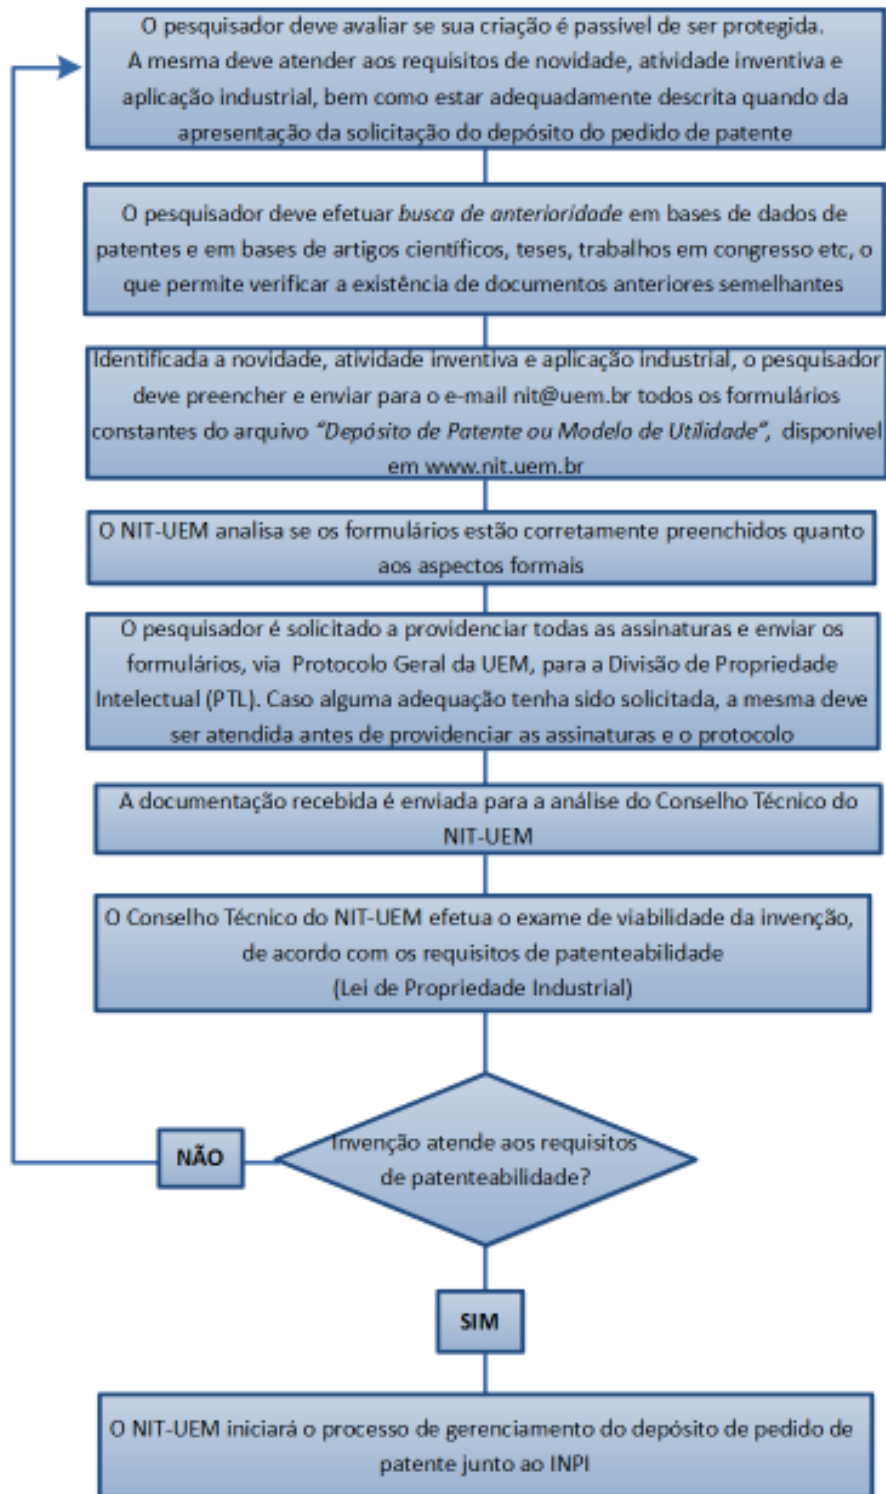 O pesquisador deve avaliar se sua criação é passível de ser protegida.
A mesma deve atender aos requisitos de novidade, atividade inventiva e
aplicação industrial, bem como estar adequadamente descrita quando da
apresentação da solicitação do depósito do pedido de patente
O pesquisador deve efetuar busca de anterioridade em bases de dados de
patentes e em bases de artigos científicos, teses, trabalhos em congresso etc, o
que permite verificar a existência de documentos anteriores semelhantes
Identificada a novidade, atividade inventiva e aplicação industrial, o pesquisador
deve preencher e enviar para o e-mail nit@uem.br todos os formulários
constantes do arquivo “Depósito de Patente ou Modelo de Utilidade”, disponível
em www.nit.uem.br
O NIT-UEM analisa se os formulários estão corretamente preenchidos quanto
aos aspectos formais
O pesquisador é solicitado a providenciar todas as assinaturas e enviar os
formulários, via Protocolo Geral da UEM, para a Divisão de Propriedade
Intelectual (PTL). Caso alguma adequação tenha sido solicitada, a mesma deve
ser atendida antes de providenciar as assinaturas e o protocolo
A documentação recebida é enviada para a análise do Conselho Técnico do
NIT-UEM
O Conselho Técnico do NIT-UEM efetua o exame de viabilidade da invenção,
de acordo com os requisitos de patenteabilidade
(Lei de Propriedade Industrial)
Invenção atende aos requisitos
de patenteabilidade?
NÃO
SIM
O NIT-UEM iniciará o processo de gerenciamento do depósito de pedido de
patente junto ao INPI